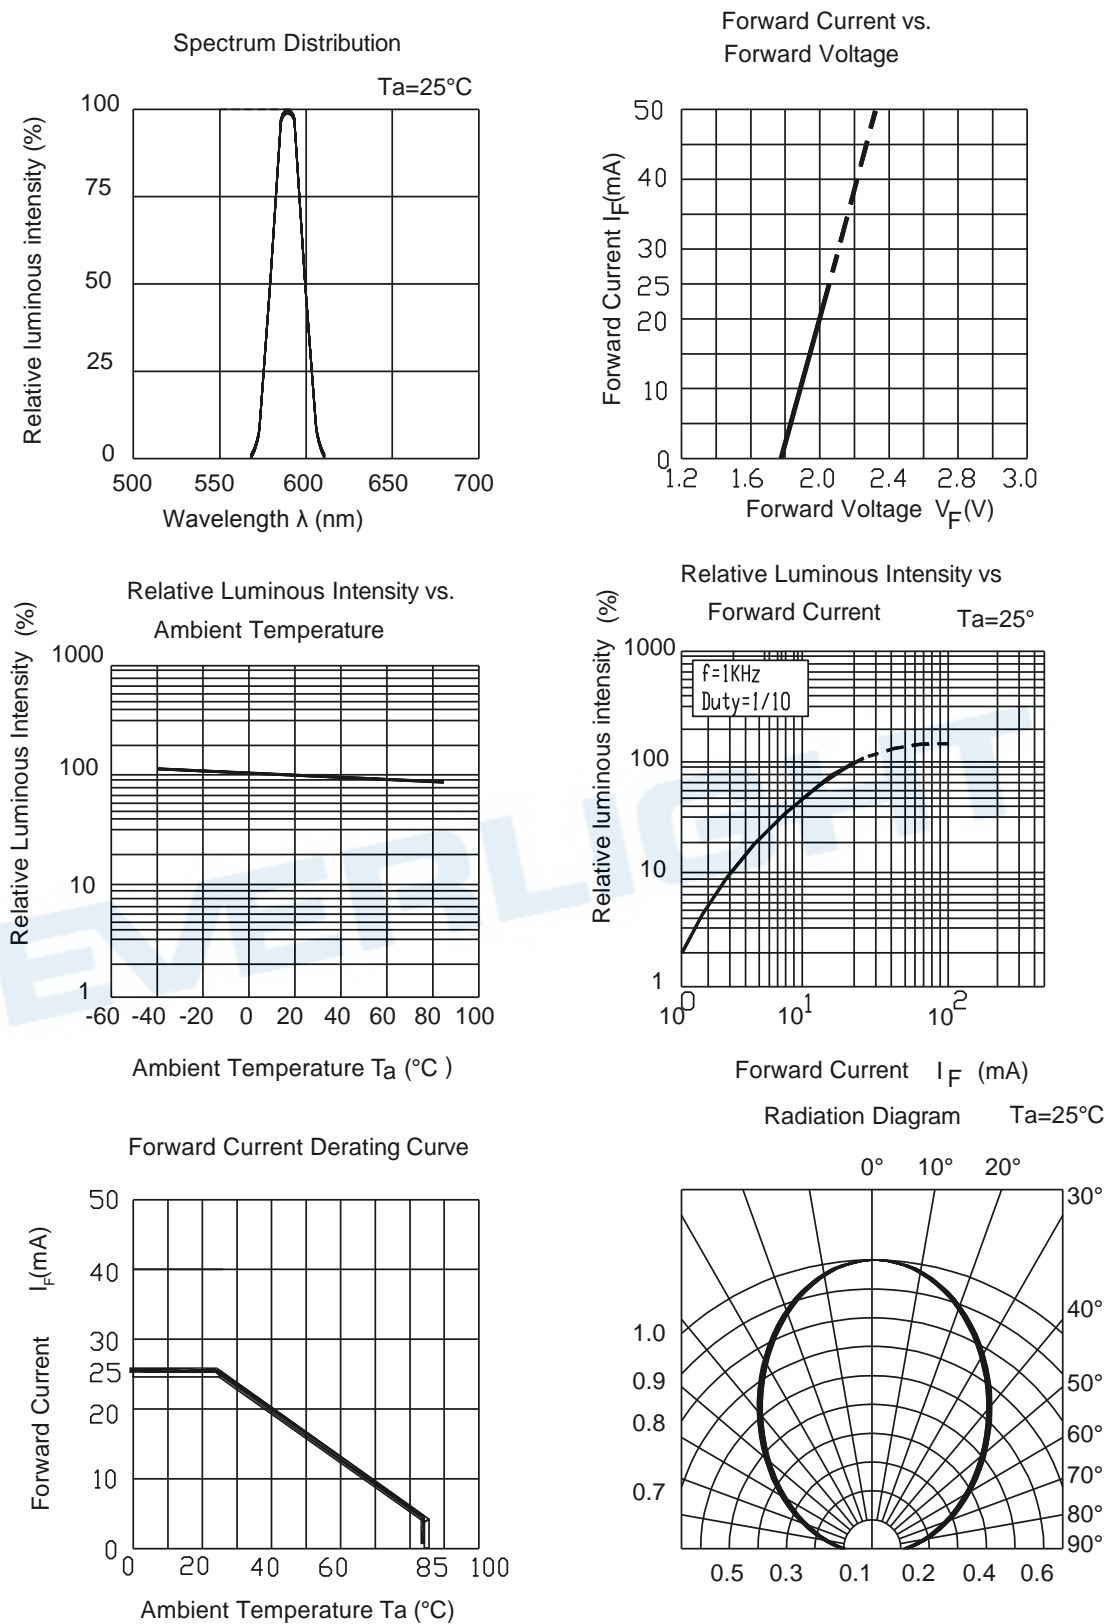 Spectrum Distribution
Ta=25°C
Relative luminous intensity (%)
100
75
50
25
0
500 550 600 650 700
Wavelength λ (nm)
Forward Current vs.
Forward Voltage
Forward Current IF(mA)
50
40
30
25
20
10
0
1.2 1.6 2.0 2.4 2.8 3.0
Forward Voltage VF(V)
Relative Luminous Intensity vs.
Ambient Temperature
Relative Luminous Intensity (%)
1000
100
10
1
-60 -40 -20 0 20 40 60 80 100
Ambient Temperature Ta (°C )
Relative Luminous Intensity vs
Forward Current Ta=25°
Relative luminous intensity (%)
f=1KHz
Duty=1/10
1000
100
10
1
10⁰ 10¹ 10²
Forward Current IF (mA)
EVERLIGHT
Forward Current Derating Curve
Forward Current IF(mA)
50
40
30
25
20
10
0
0 20 45 60 85 100
Ambient Temperature Ta (°C)
Radiation Diagram Ta=25°C
0° 10° 20°
30°
40°
50°
60°
70°
80°
90°
1.0
0.9
0.8
0.7
0.5 0.3 0.1 0.2 0.4 0.6